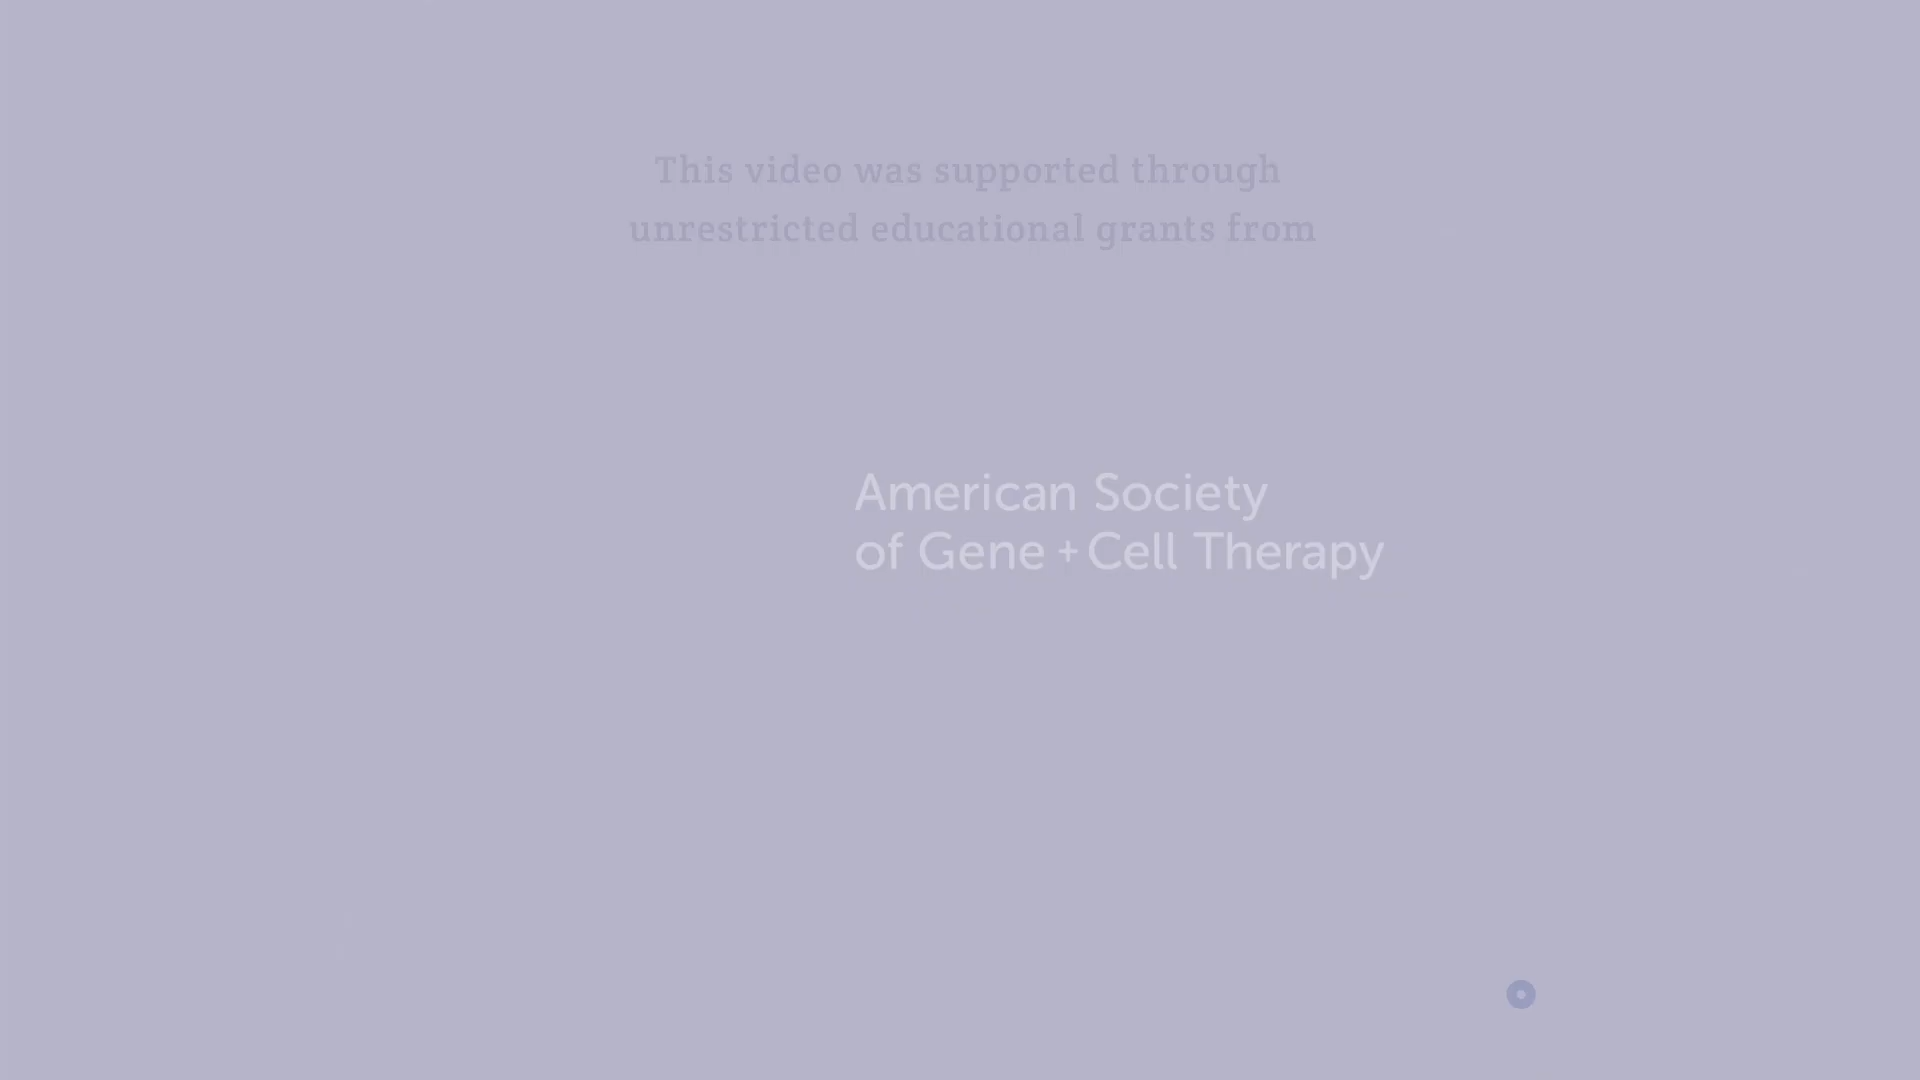 This video was supported through
unrestricted educational grants from
American Society
of Gene + Cell Therapy